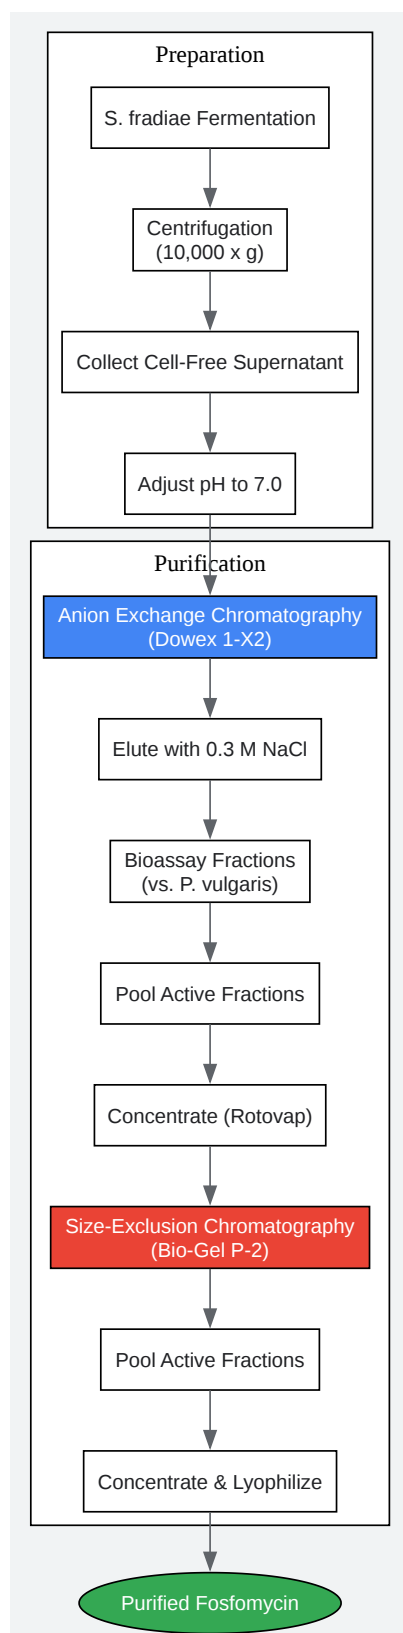 Preparation
S. fradiae Fermentation
Centrifugation
(10,000 x g)
Collect Cell-Free Supernatant
Adjust pH to 7.0
Purification
Anion Exchange Chromatography
(Dowex 1-X2)
Elute with 0.3 M NaCl
Bioassay Fractions
(vs. P. vulgaris)
Pool Active Fractions
Concentrate (Rotovap)
Size-Exclusion Chromatography
(Bio-Gel P-2)
Pool Active Fractions
Concentrate & Lyophilize
Purified Fosfomycin